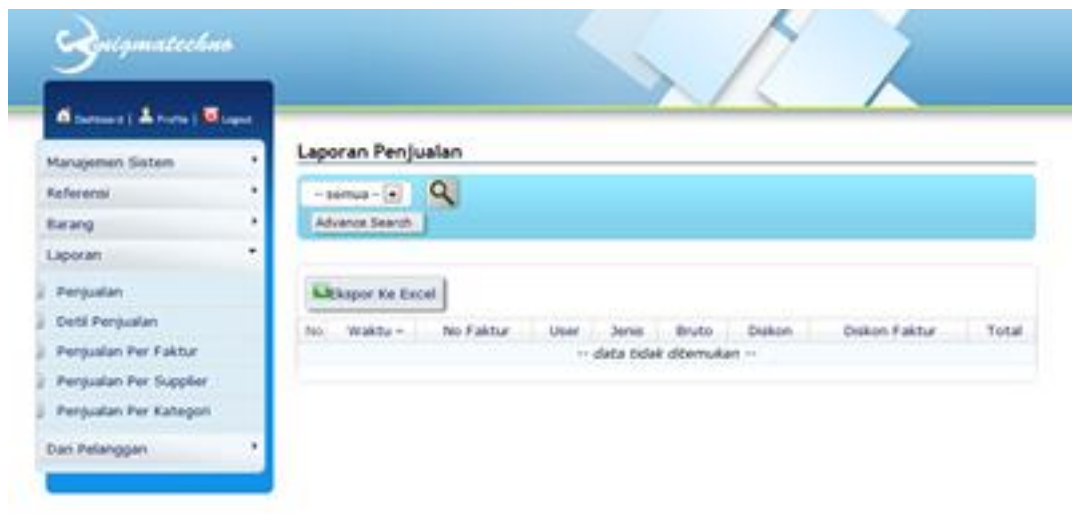 Enigmatechno
Dashboard | Profile | Logout
Manajemen Sistem
Referensi
Barang
Laporan
Penjualan
Detil Penjualan
Penjualan Per Faktur
Penjualan Per Supplier
Penjualan Per Kategori
Dari Pelanggan
Laporan Penjualan
-- semua --
Advance Search
Ekspor Ke Excel
No. Waktu No Faktur User Jenis Bruto Diskon Diskon Faktur Total
-- data tidak ditemukan --